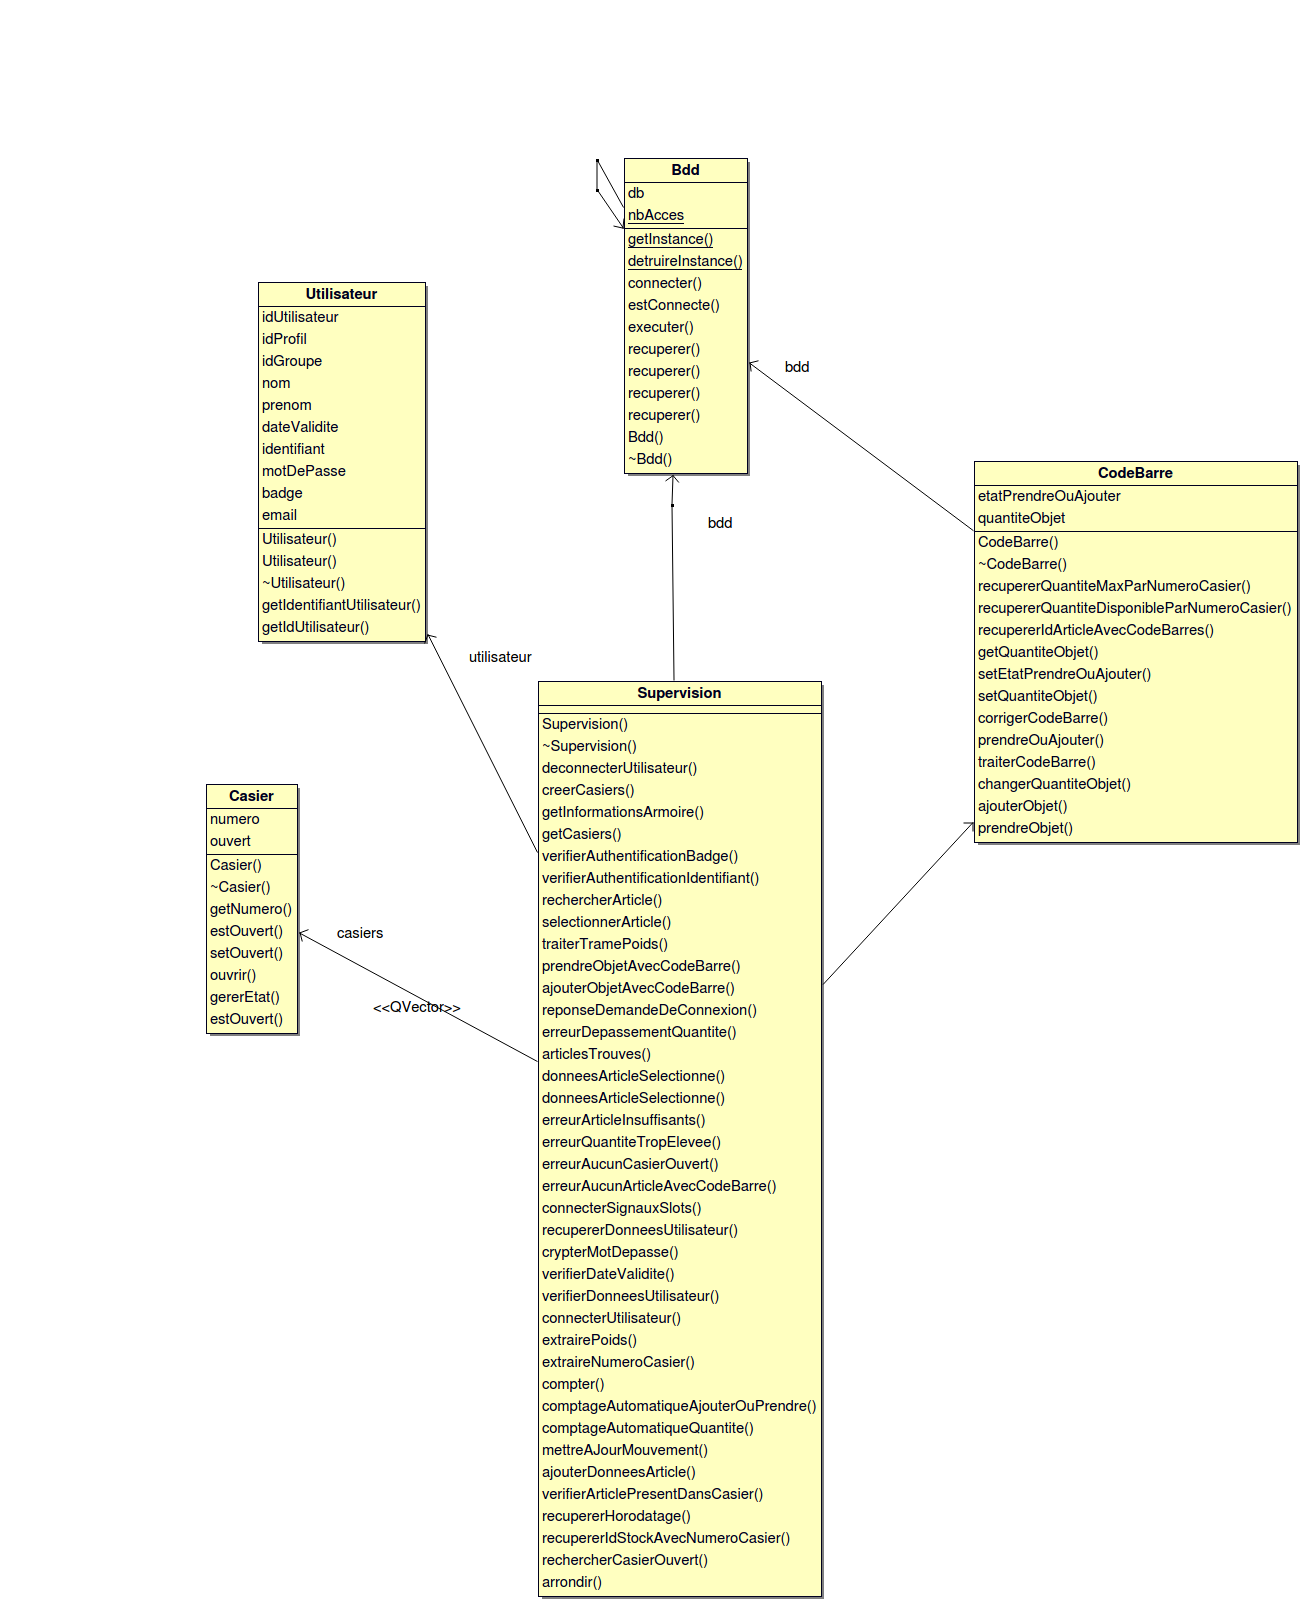 Bdd
db
nbAcces
getInstance()
detruireInstance()
connecter()
estConnecte()
executer()
recuperer()
recuperer()
recuperer()
recuperer()
Bdd()
~Bdd()
Utilisateur
idUtilisateur
idProfil
idGroupe
nom
prenom
dateValidite
identifiant
motDePasse
badge
email
Utilisateur()
Utilisateur()
~Utilisateur()
getIdentifiantUtilisateur()
getIdUtilisateur()
bdd
CodeBarre
etatPrendreOuAjouter
quantiteObjet
CodeBarre()
~CodeBarre()
recupererQuantiteMaxParNumeroCasier()
recupererQuantiteDisponibleParNumeroCasier()
recupererIdArticleAvecCodeBarres()
getQuantiteObjet()
setEtatPrendreOuAjouter()
setQuantiteObjet()
corrigerCodeBarre()
prendreOuAjouter()
traiterCodeBarre()
changerQuantiteObjet()
ajouterObjet()
prendreObjet()
bdd
utilisateur
Casier
numero
ouvert
Casier()
~Casier()
getNumero()
estOuvert()
setOuvert()
ouvrir()
gererEtat()
estOuvert()
casiers
<<QVector>>
Supervision
Supervision()
~Supervision()
deconnecterUtilisateur()
creerCasiers()
getInformationsArmoire()
getCasiers()
verifierAuthentificationBadge()
verifierAuthentificationIdentifiant()
rechercherArticle()
selectionnerArticle()
traiterTramePoids()
prendreObjetAvecCodeBarre()
ajouterObjetAvecCodeBarre()
reponseDemandeDeConnexion()
erreurDepassementQuantite()
articlesTrouves()
donneesArticleSelectionne()
donneesArticleSelectionne()
erreurArticleInsuffisants()
erreurQuantiteTropElevee()
erreurAucunCasierOuvert()
erreurAucunArticleAvecCodeBarre()
connecterSignauxSlots()
recupererDonneesUtilisateur()
crypterMotDepasse()
verifierDateValidite()
verifierDonneesUtilisateur()
connecterUtilisateur()
extrairePoids()
extraireNumeroCasier()
compter()
comptageAutomatiqueAjouterOuPrendre()
comptageAutomatiqueQuantite()
mettreAJourMouvement()
ajouterDonneesArticle()
verifierArticlePresentDansCasier()
recupererHorodatage()
recupererIdStockAvecNumeroCasier()
rechercherCasierOuvert()
arrondir()